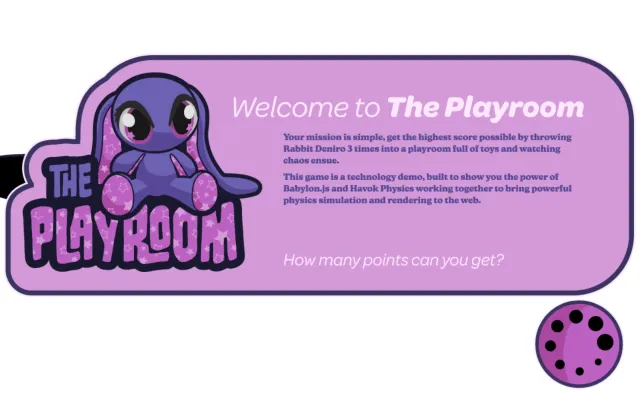 Welcome to The Playroom
Your mission is simple, get the highest score possible by throwing
Rabbit Deniro 3 times into a playroom full of toys and watching
chaos ensue.
This game is a technology demo, built to show you the power of
Babylon.js and Havok Physics working together to bring powerful
physics simulation and rendering to the web.
THE
PLAYROOM
How many points can you get?